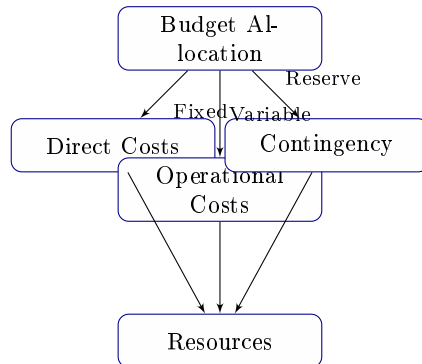 Budget Al-
location
Reserve
Fixed
Variable
Direct Costs
Contingency
Operational
Costs
Resources